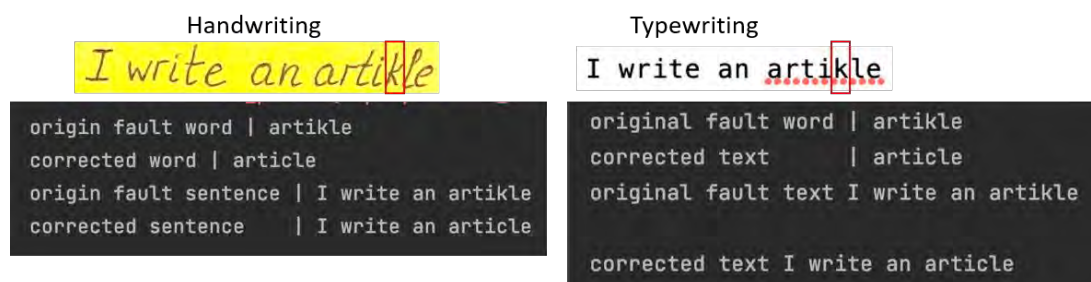 Handwriting
I write an artikle
origin fault word | artikle
corrected word | article
origin fault sentence | I write an artikle
corrected sentence | I write an article
Typewriting
I write an artikle
original fault word | artikle
corrected text | article
original fault text I write an artikle
corrected text I write an article